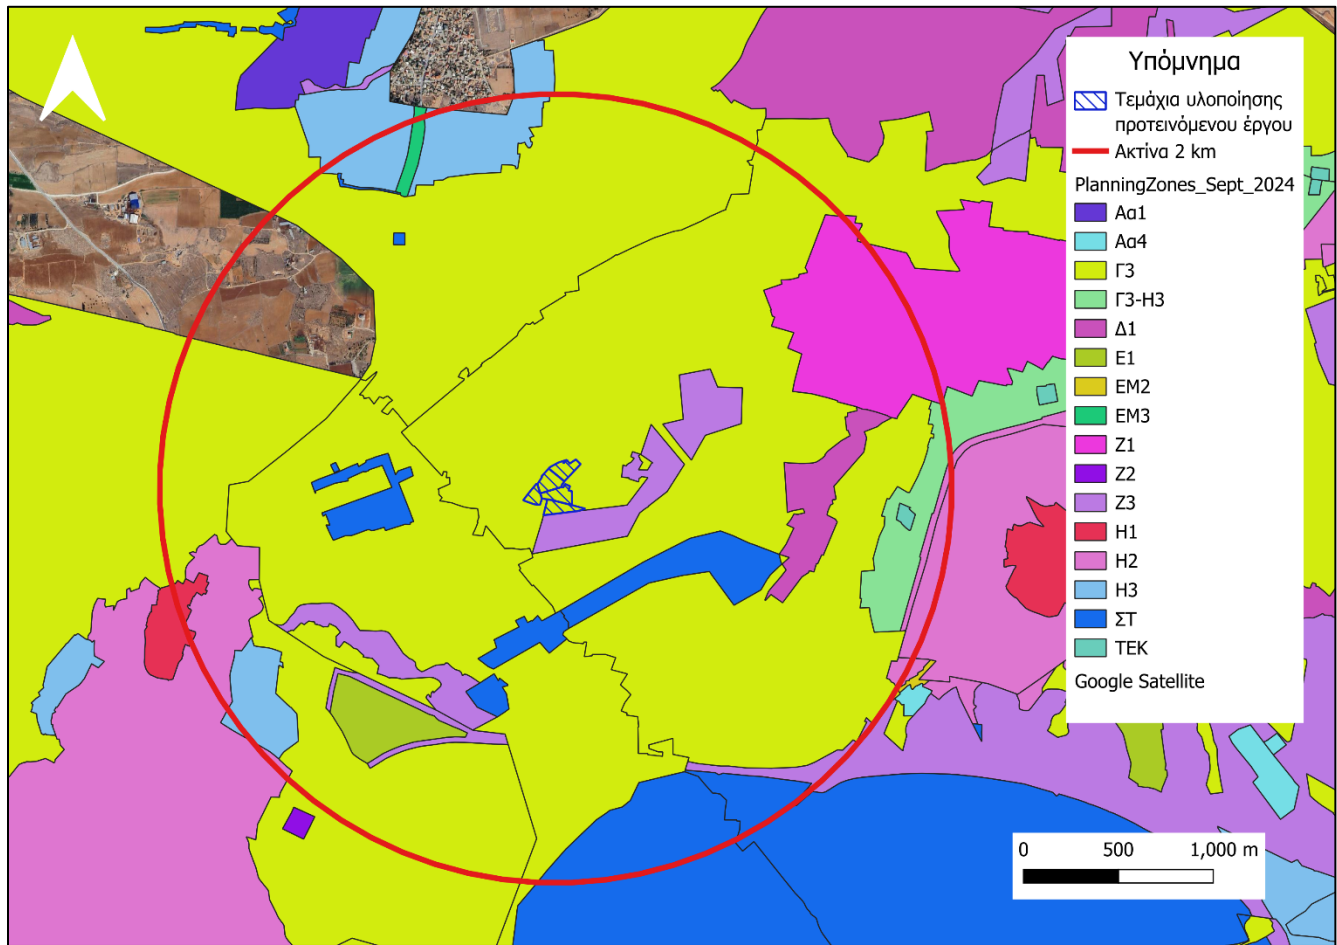 Υπόμνημα
Τεμάχια υλοποίησης
προτεινόμενου έργου
Ακτίνα 2 km
PlanningZones_Sept_2024
Αα1
Αα4
Γ3
Γ3-Η3
Δ1
Ε1
ΕΜ2
ΕΜ3
Ζ1
Ζ2
Ζ3
Η1
Η2
Η3
ΣΤ
ΤΕΚ
Google Satellite
0 500 1,000 m